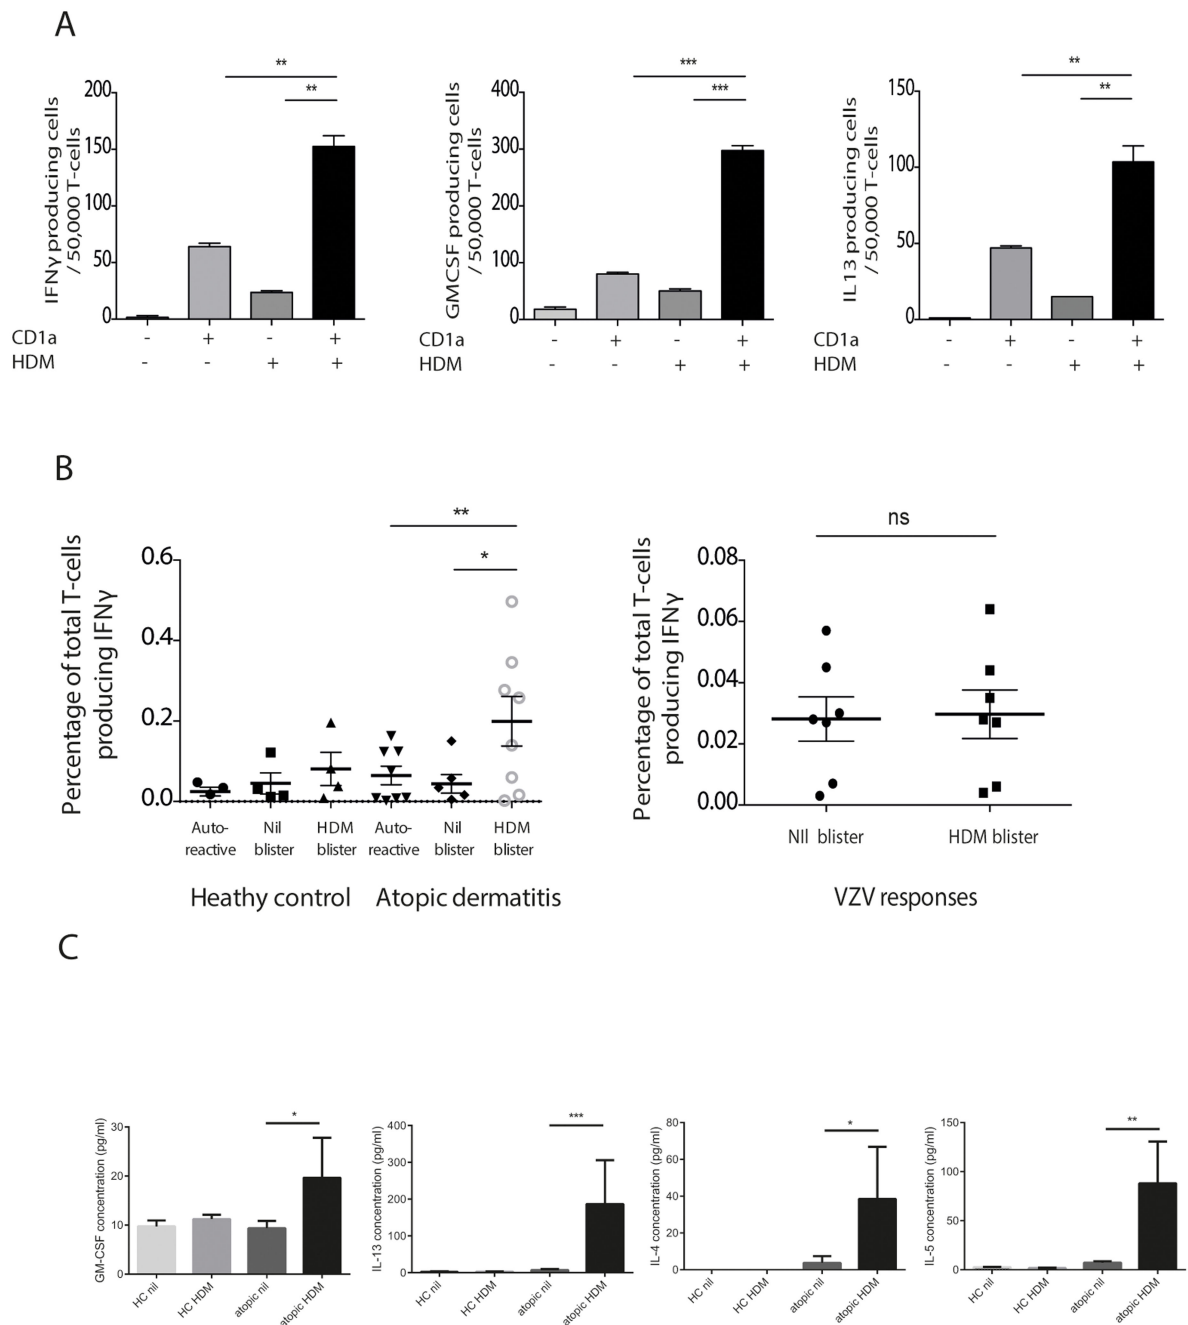 A
IFNγ producing cells
/ 50,000 T-cells
200
150
100
50
0
**
**
CD1a - + - +
HDM - - + +
GMCSF producing cells
/ 50,000 T-cells
400
300
200
100
0
***
***
CD1a - + - +
HDM - - + +
IL13 producing cells
/ 50,000 T-cells
150
100
50
0
**
**
CD1a - + - +
HDM - - + +
B
Percentage of total T-cells
producing IFNγ
0.6
0.4
0.2
0.0
**
*
Auto-
reactive
Nil
blister
HDM
blister
Auto-
reactive
Nil
blister
HDM
blister
Heathy control
Atopic dermatitis
Percentage of total T-cells
producing IFNγ
0.08
0.06
0.04
0.02
0.00
ns
NIl blister
HDM blister
VZV responses
C
GM-CSF concentration (pg/ml)
30
20
10
0
*
HC nil
HC HDM
atopic nil
atopic HDM
IL-13 concentration (pg/ml)
400
300
200
100
0
***
HC nil
HC HDM
atopic nil
atopic HDM
IL-4 concentration (pg/ml)
80
60
40
20
0
*
HC nil
HC HDM
atopic nil
atopic HDM
IL-5 concentration (pg/ml)
150
100
50
0
**
HC nil
HC HDM
atopic nil
atopic HDM